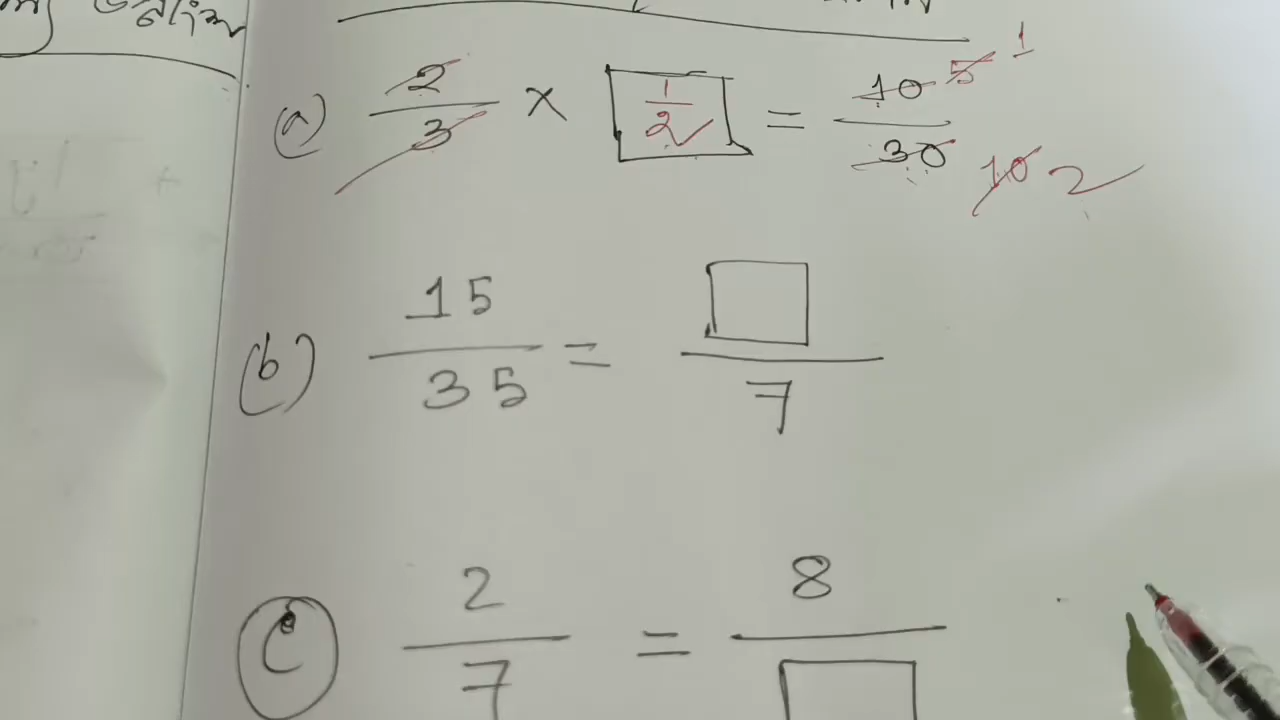 (a) 2/3 × 1/2 = 10/30 5 1 10 2
(b) 15/35 = □/7
(c) 2/7 = 8/□